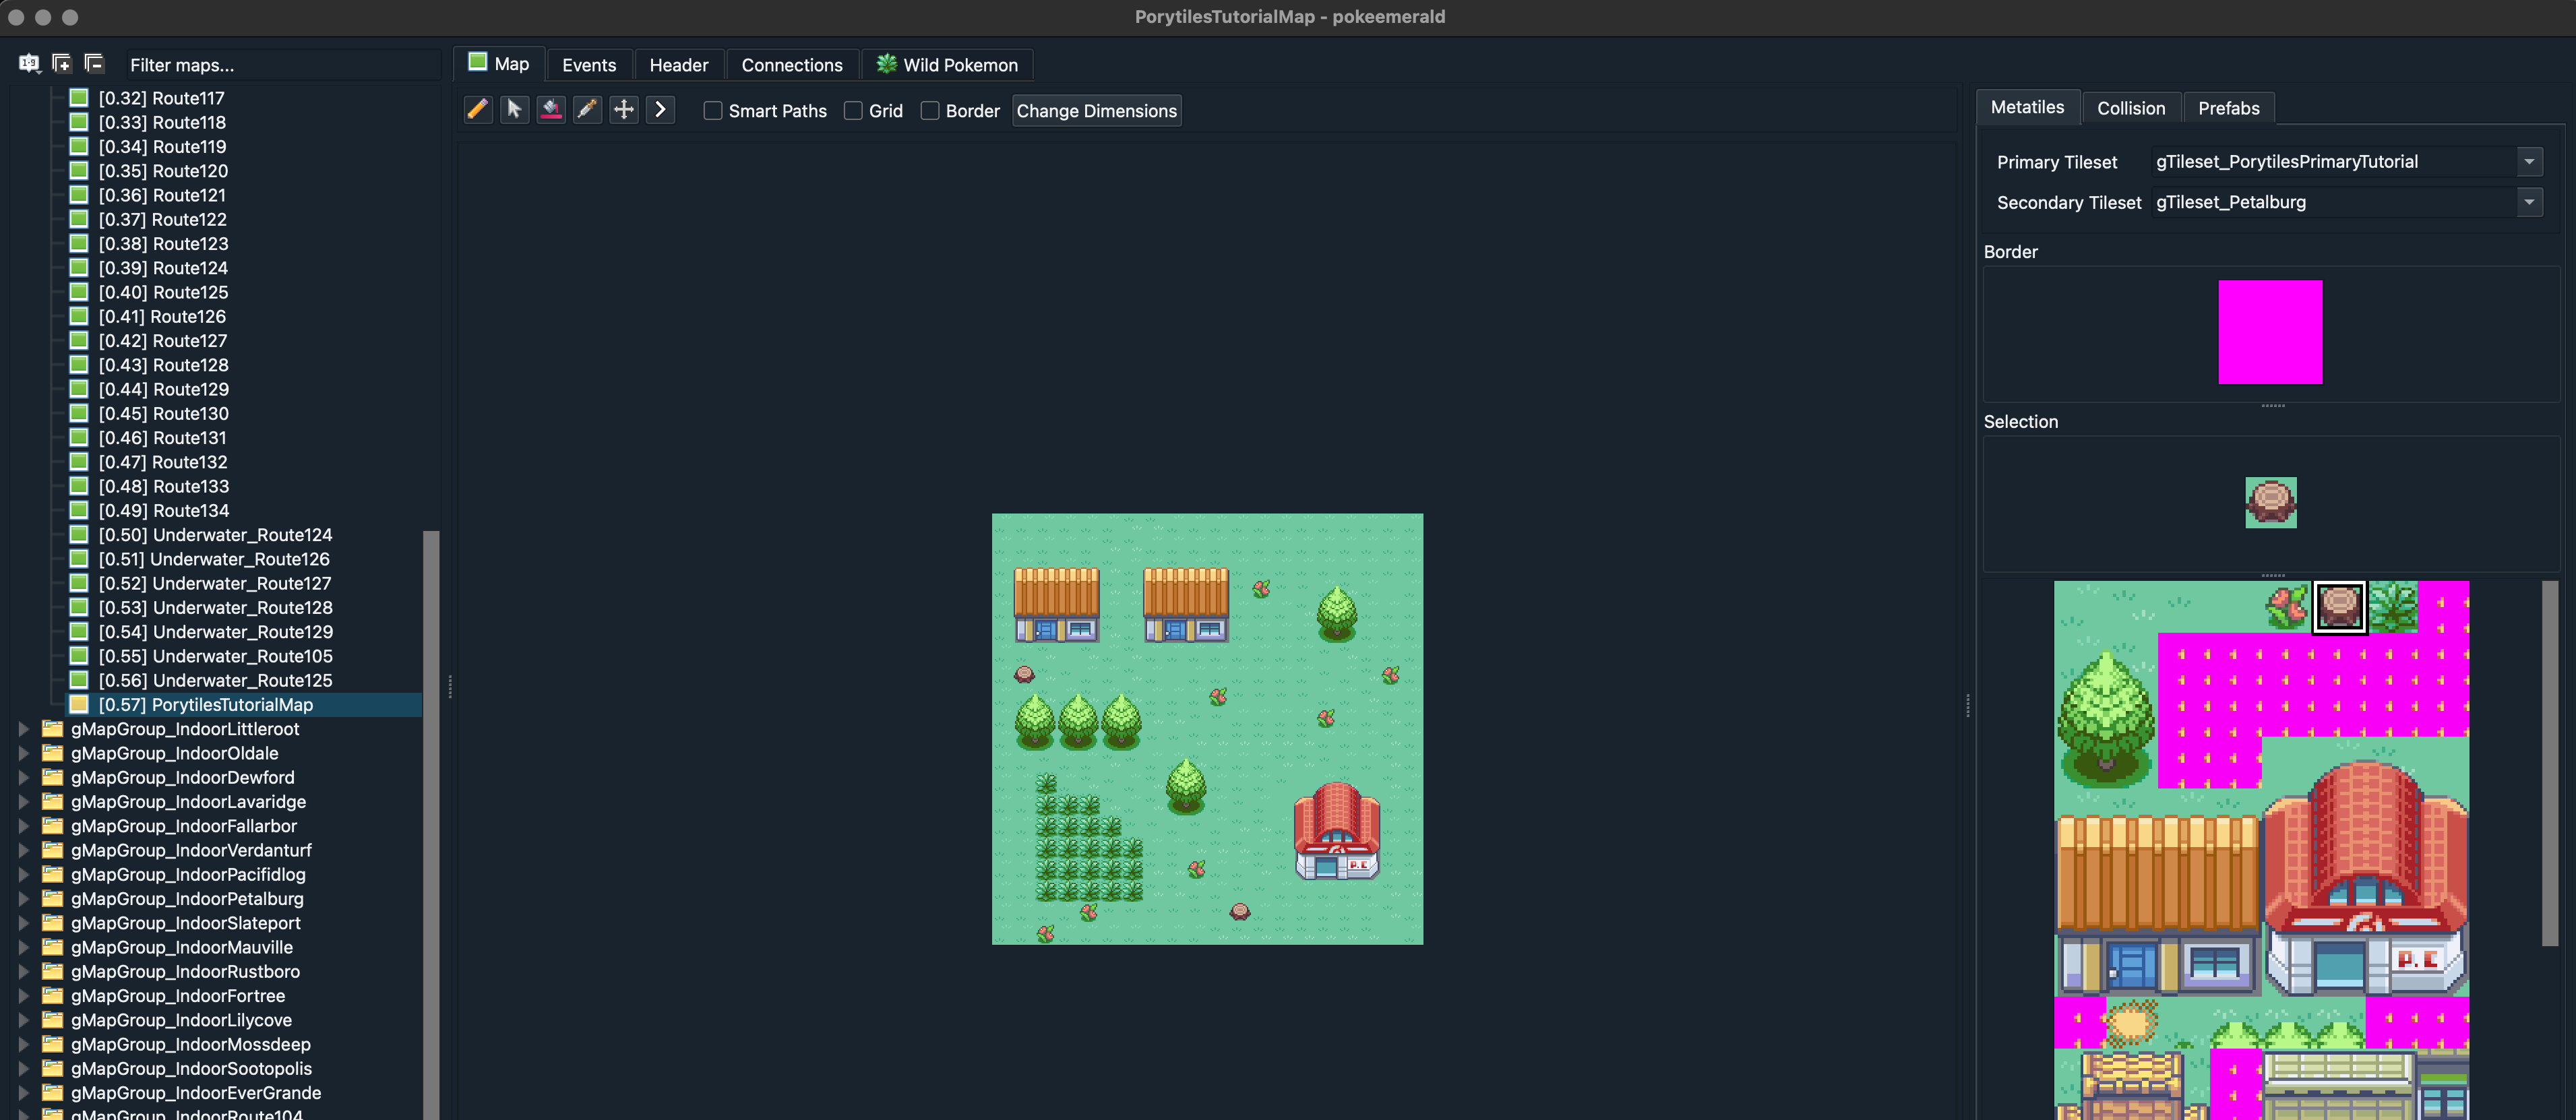 PorytilesTutorialMap - pokeemerald
Filter maps...
Map
Events
Header
Connections
Wild Pokemon
Smart Paths
Grid
Border
Change Dimensions
[0.32] Route117
[0.33] Route118
[0.34] Route119
[0.35] Route120
[0.36] Route121
[0.37] Route122
[0.38] Route123
[0.39] Route124
[0.40] Route125
[0.41] Route126
[0.42] Route127
[0.43] Route128
[0.44] Route129
[0.45] Route130
[0.46] Route131
[0.47] Route132
[0.48] Route133
[0.49] Route134
[0.50] Underwater_Route124
[0.51] Underwater_Route126
[0.52] Underwater_Route127
[0.53] Underwater_Route128
[0.54] Underwater_Route129
[0.55] Underwater_Route105
[0.56] Underwater_Route125
[0.57] PorytilesTutorialMap
gMapGroup_IndoorLittleroot
gMapGroup_IndoorOldale
gMapGroup_IndoorDewford
gMapGroup_IndoorLavaridge
gMapGroup_IndoorFallarbor
gMapGroup_IndoorVerdanturf
gMapGroup_IndoorPacifidlog
gMapGroup_IndoorPetalburg
gMapGroup_IndoorSlateport
gMapGroup_IndoorMauville
gMapGroup_IndoorRustboro
gMapGroup_IndoorFortree
gMapGroup_IndoorLilycove
gMapGroup_IndoorMossdeep
gMapGroup_IndoorSootopolis
gMapGroup_IndoorEverGrande
gMapGroup_IndoorRoute104
P.C
Metatiles
Collision
Prefabs
Primary Tileset
gTileset_PorytilesPrimaryTutorial
Secondary Tileset
gTileset_Petalburg
Border
Selection
P.C